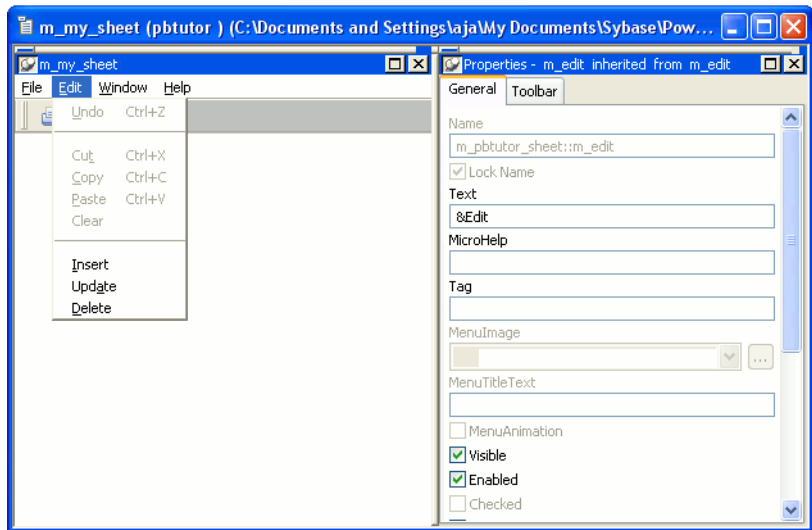 m_my_sheet (pbtutor ) (C:\Documents and Settings\aja\My Documents\Sybase\Pow...
m_my_sheet
File Edit Window Help
Undo Ctrl+Z
Cut Ctrl+X
Copy Ctrl+C
Paste Ctrl+V
Clear
Insert
Update
Delete
Properties - m_edit inherited from m_edit
General Toolbar
Name
m_pbtutor_sheet::m_edit
Lock Name
Text
&Edit
MicroHelp
Tag
MenuImage
...
MenuTitleText
MenuAnimation
Visible
Enabled
Checked